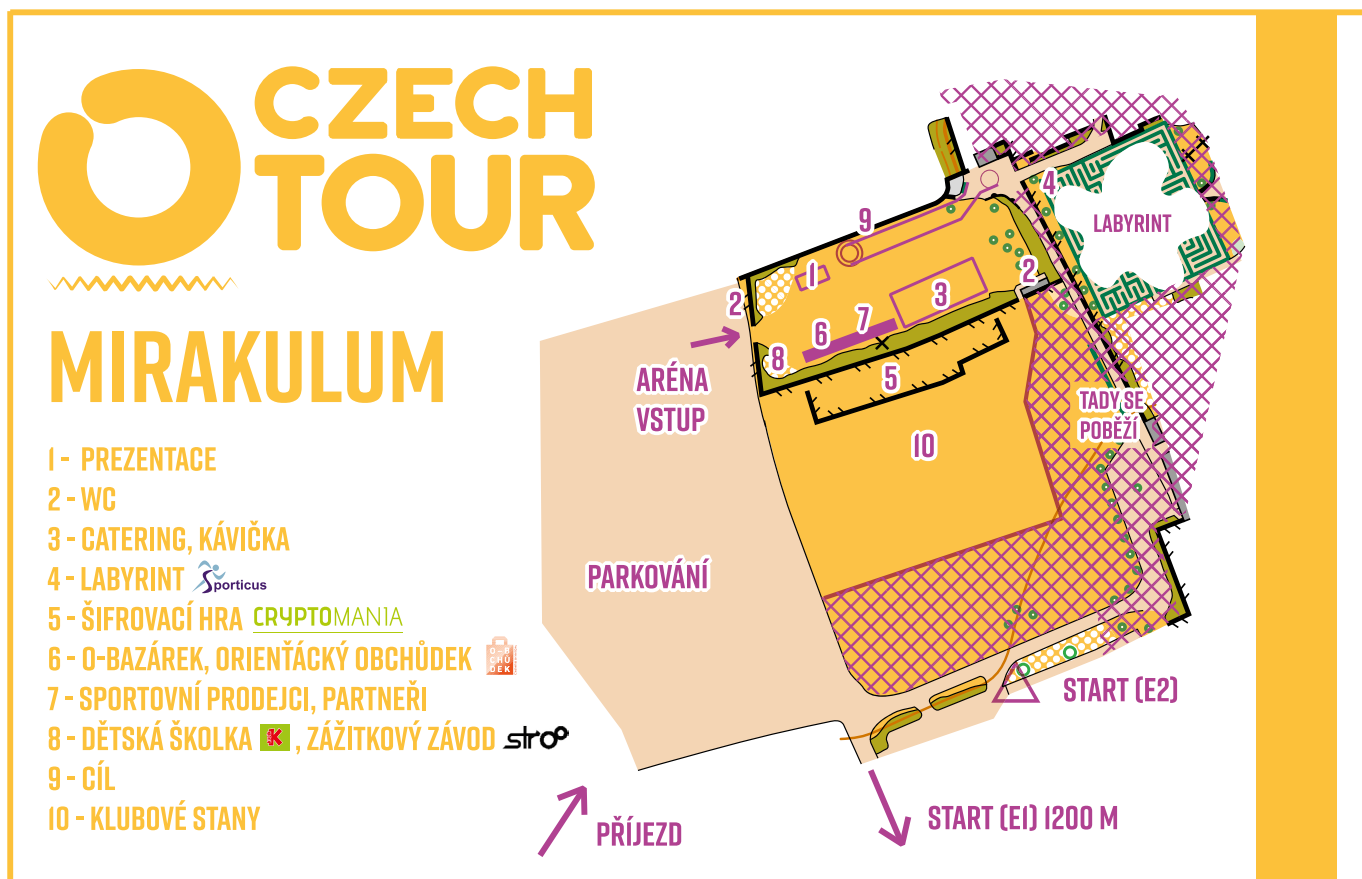 CZECH
TOUR
MIRAKULUM
1 - PREZENTACE
2 - WC
3 - CATERING, KÁVIČKA
4 - LABYRINT Sporticus
5 - ŠIFROVACÍ HRA CRYPTOMANIA
6 - O-BAZÁREK, ORIENŤÁCKÝ OBCHŮDEK O-B CHŮ DEK
7 - SPORTOVNÍ PRODEJCI, PARTNEŘI
8 - DĚTSKÁ ŠKOLKA K , ZÁŽITKOVÝ ZÁVOD stroo
9 - CÍL
10 - KLUBOVÉ STANY
4
LABYRINT
9
1
2
2
3
7
6
8
5
ARÉNA
VSTUP
TADY SE
POBĚŽÍ
10
PARKOVÁNÍ
START (E2)
START (E1) 1200 M
PŘÍJEZD